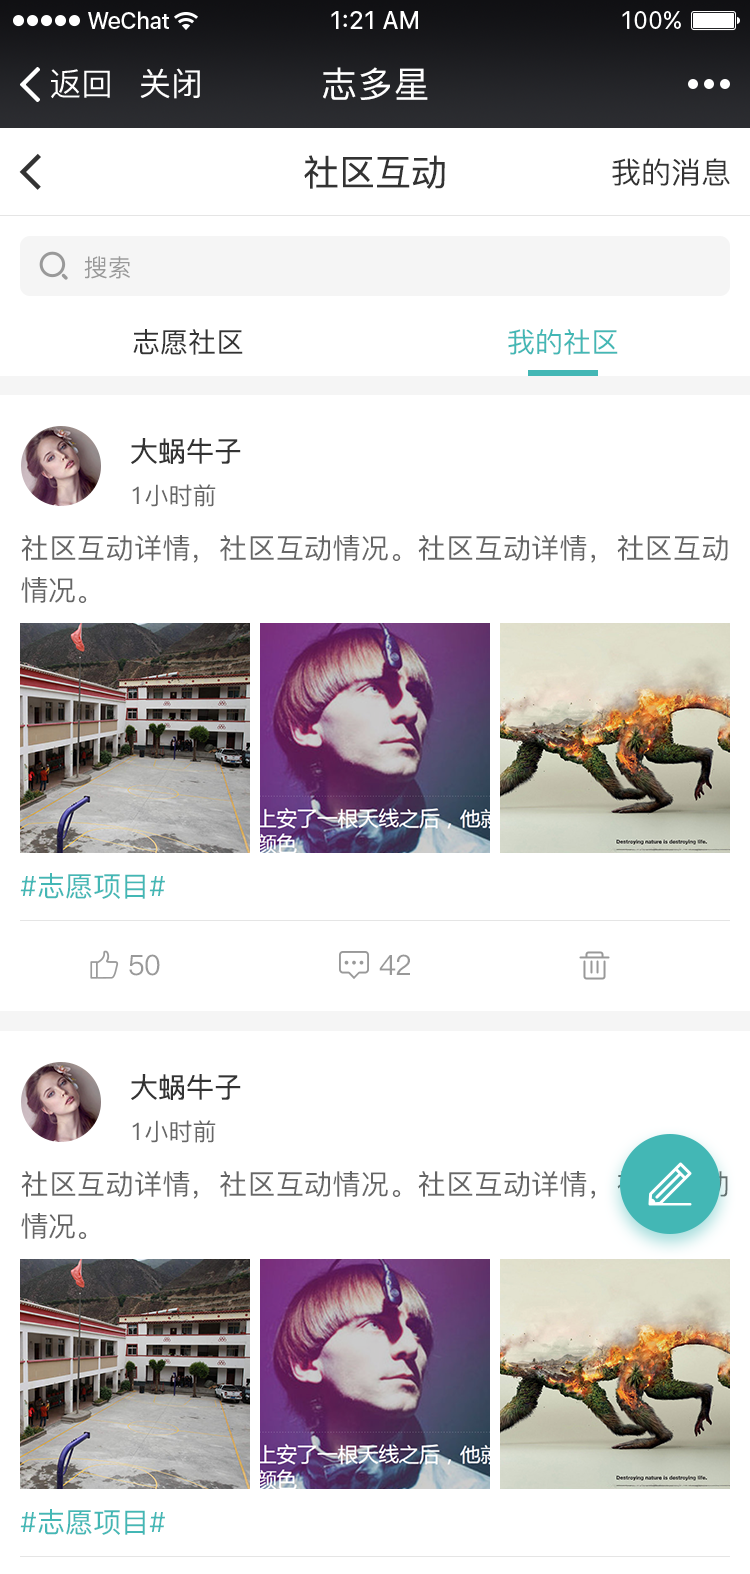 WeChat 1:21 AM 100%
返回 关闭 志多星
社区互动 我的消息
搜索
志愿社区 我的社区
大蜗牛子
1小时前
社区互动详情，社区互动情况。社区互动详情，社区互动
情况。
上安了一根天线之后，他就
颜色
Destroying nature is destroying life.
#志愿项目#
50 42
大蜗牛子
1小时前
社区互动详情，社区互动情况。社区互动详情，
情况。
上安了一根天线之后，他就
颜色
Destroying nature is destroying life.
#志愿项目#